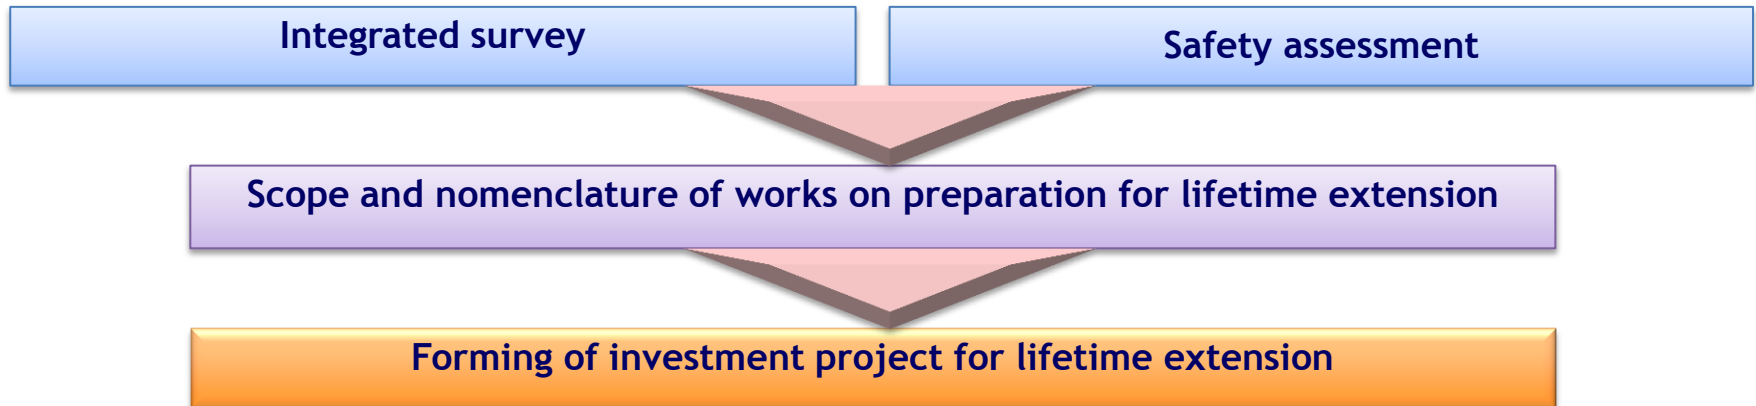 Integrated survey
Safety assessment
Scope and nomenclature of works on preparation for lifetime extension
Forming of investment project for lifetime extension